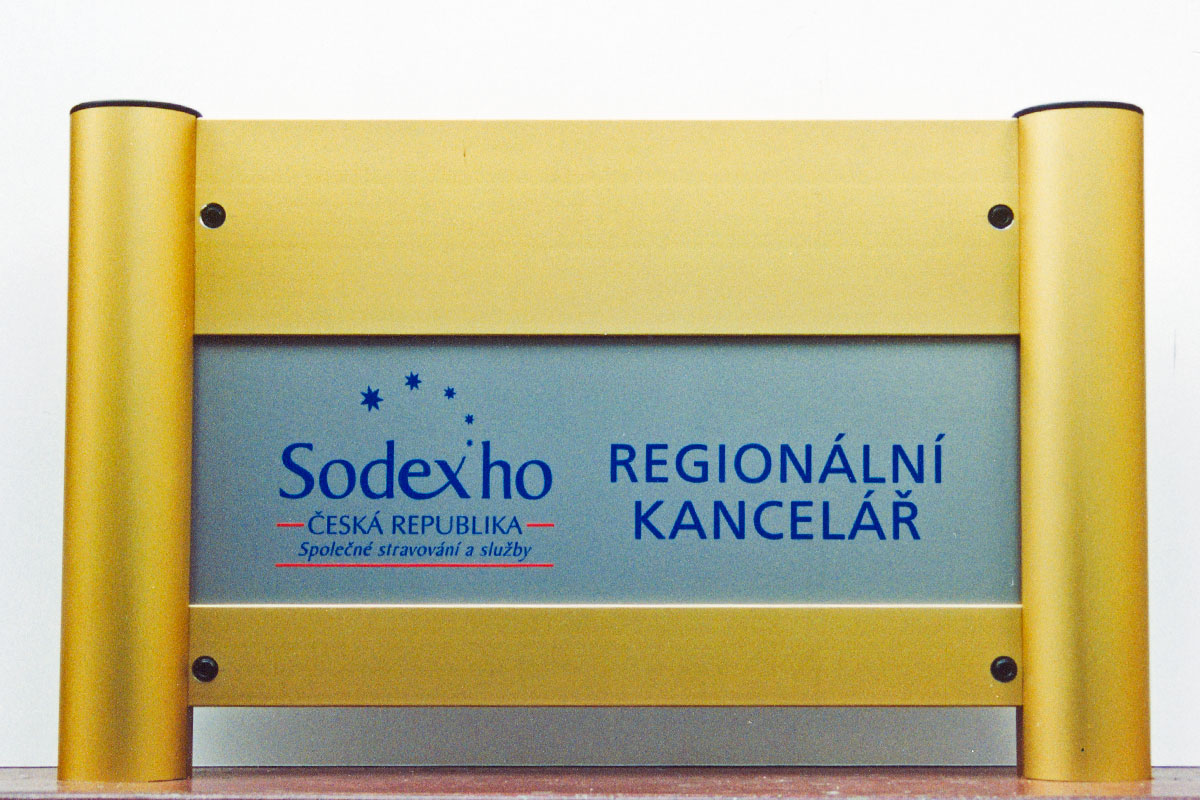 Sodexho
ČESKÁ REPUBLIKA
Společné stravování a služby
REGIONÁLNÍ
KANCELÁŘ